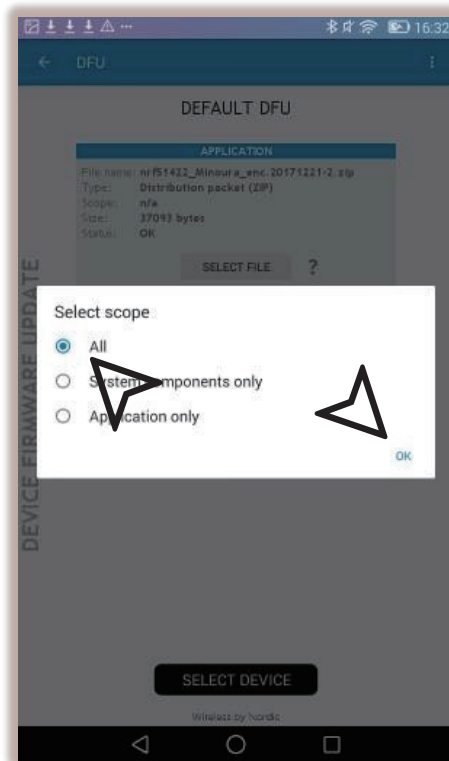 16:32
DFU
DEFAULT DFU
APPLICATION
File name: nrf51422_Minoura_enc.20171221-2.zip
Type: Distribution packet (ZIP)
Scope: n/a
Size: 37093 bytes
Status: OK
SELECT FILE ?
DEVICE FIRMWARE UPDATE
Select scope
All
System components only
Application only
OK
SELECT DEVICE
Wireless by Nordic